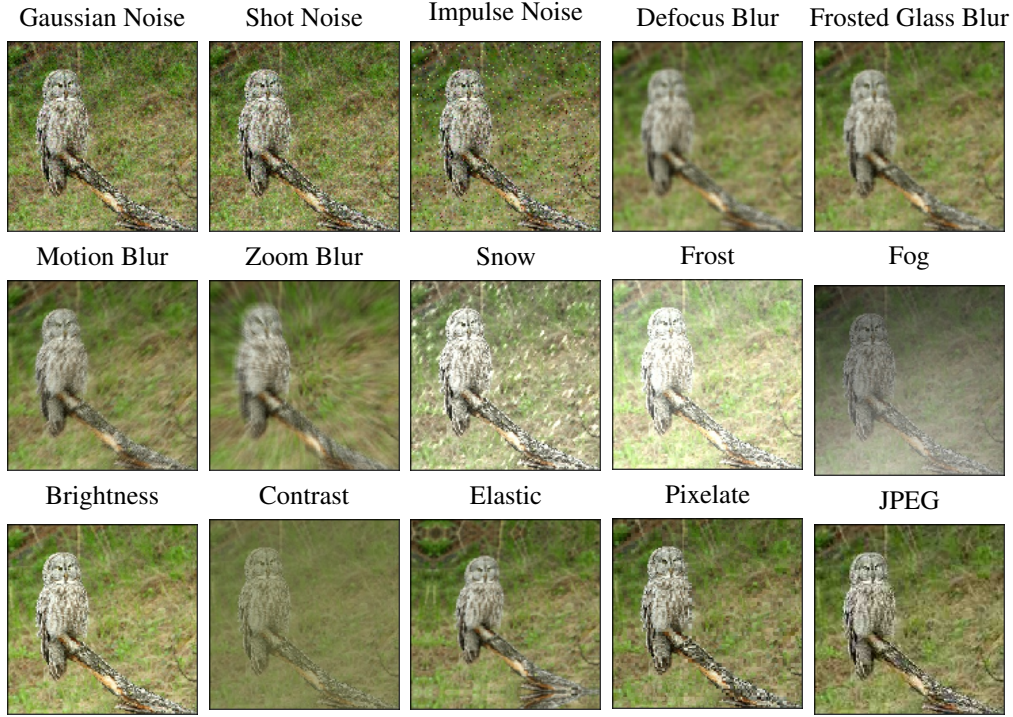 Gaussian Noise
Shot Noise
Impulse Noise
Defocus Blur
Frosted Glass Blur
Motion Blur
Zoom Blur
Snow
Frost
Fog
Brightness
Contrast
Elastic
Pixelate
JPEG